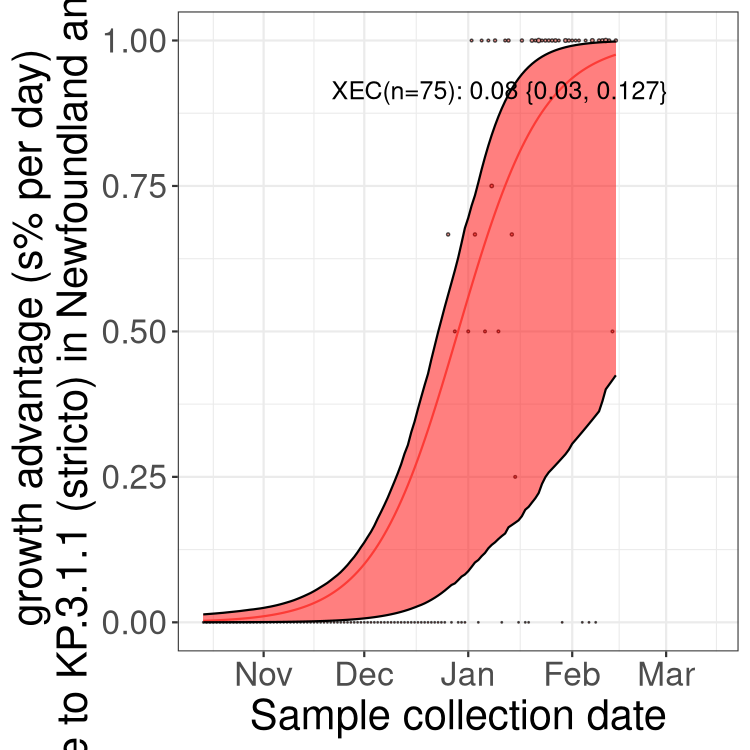 growth advantage (s% per day)
to KP.3.1.1 (stricto) in Newfoundland
1.00
0.75
0.50
0.25
0.00
XEC(n=75): 0.08 {0.03, 0.127}
Nov Dec Jan Feb Mar
Sample collection date